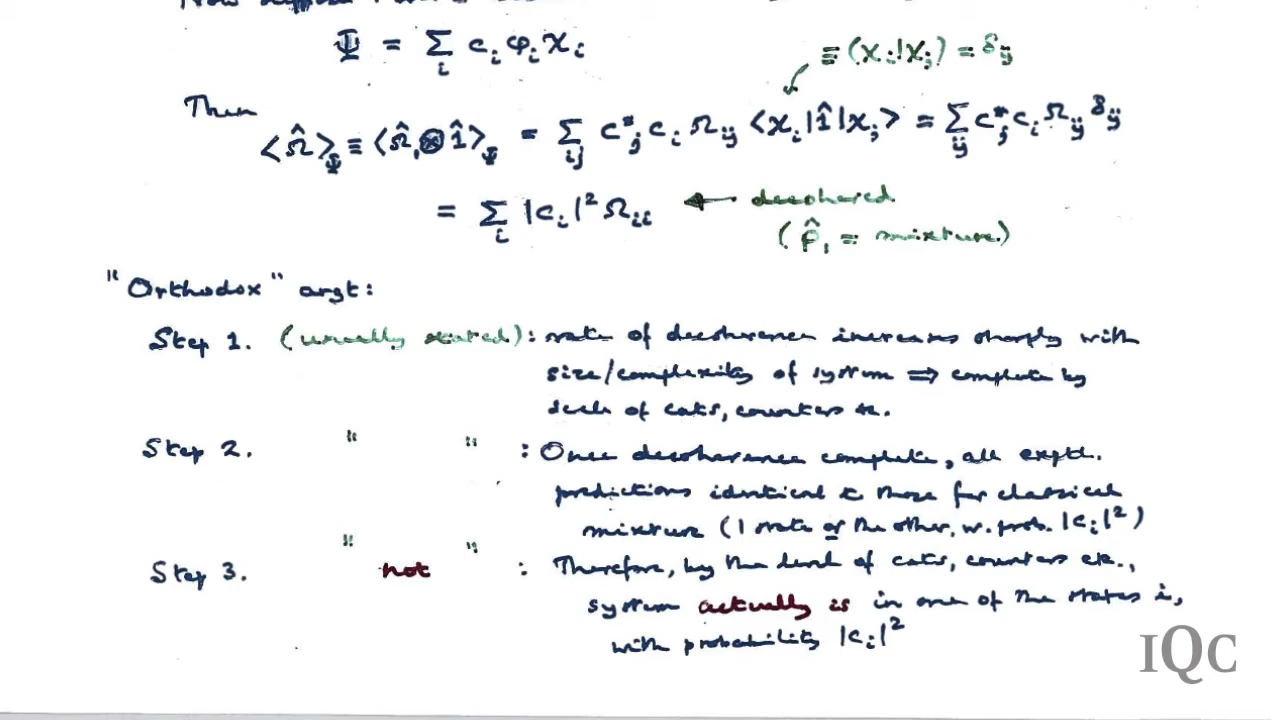 Ψ = Σ_i c_i φ_i χ_i
≡ (χ_i|χ_j) = δ_ij
Then
<Ω̂>_Ψ ≡ <Ω̂_1 ⊗ 1̂>_Ψ = Σ_ij c*_j c_i Ω_ij <χ_i|1̂|χ_j> = Σ_ij c*_j c_i Ω_ij δ_ij
= Σ_i |c_i|² Ω_ii ← decohered
(ρ̂_1 = mixture)
"Orthodox" argt:
Step 1. (usually stated): rate of decoherence increases sharply with
size/complexity of system ⇒ complete by
level of cats, counters etc.
Step 2. " " : Once decoherence complete, all exptl.
predictions identical to those for classical
mixture (1 state or the other, w. prob. |c_i|²)
Step 3. " not " : Therefore, by the level of cats, counters etc.,
system actually is in one of the states i,
with probability |c_i|²
IQC